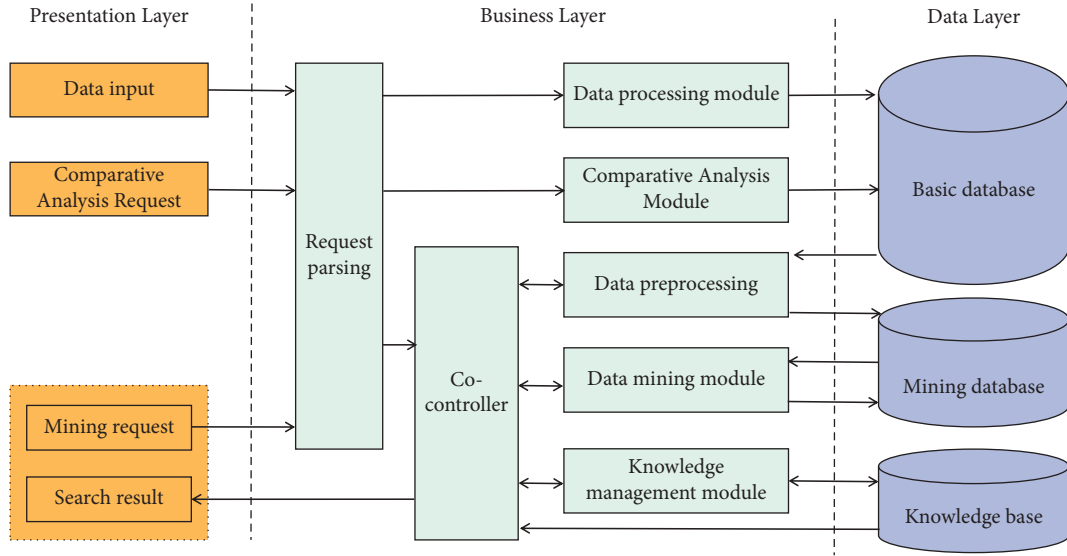 Presentation Layer
Business Layer
Data Layer
Data input
Data processing module
Comparative
Analysis Request
Comparative Analysis
Module
Basic database
Request
parsing
Data preprocessing
Co-
controller
Data mining module
Mining database
Mining request
Search result
Knowledge
management module
Knowledge base